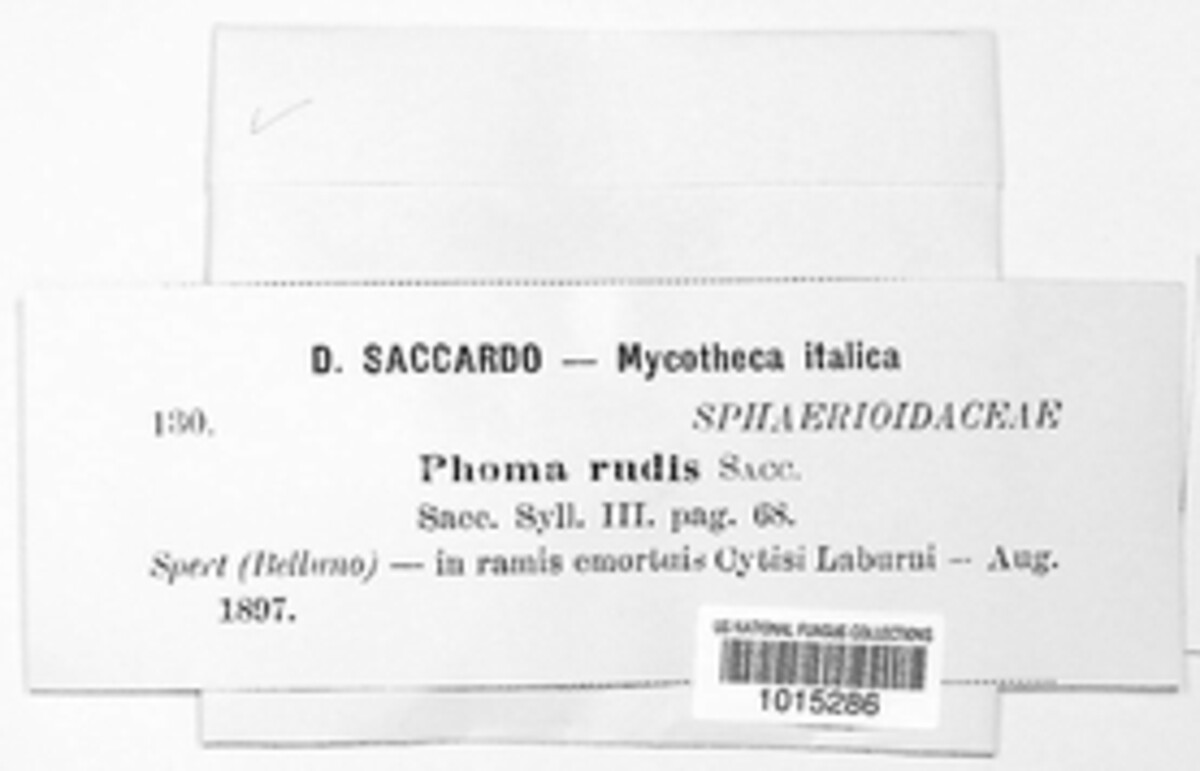 D. SACCARDO — Mycotheca italica
130. SPHAERIOIDACEAE
Phoma rudis SACC.
Sacc. Syll. III. pag. 68.
Spert (Belluno) — in ramis emortuis Cytisi Laburni — Aug.
1897.
US NATIONAL FUNGUS COLLECTIONS
1015286